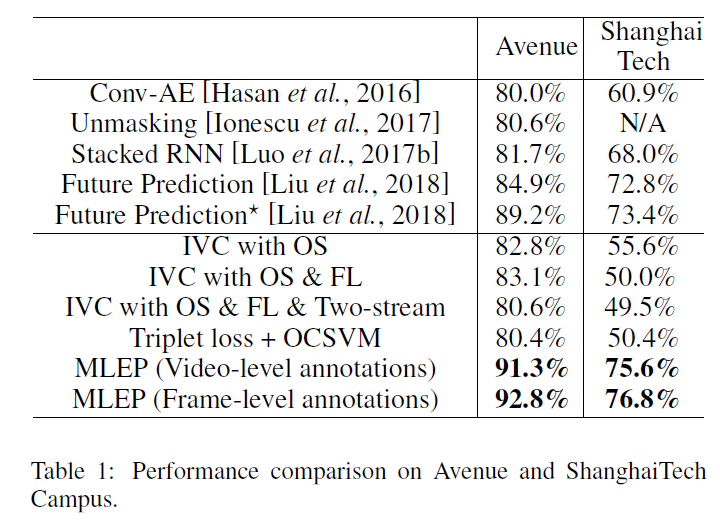 Avenue Shanghai Tech
Conv-AE [Hasan et al., 2016] 80.0% 60.9%
Unmasking [Ionescu et al., 2017] 80.6% N/A
Stacked RNN [Luo et al., 2017b] 81.7% 68.0%
Future Prediction [Liu et al., 2018] 84.9% 72.8%
Future Prediction* [Liu et al., 2018] 89.2% 73.4%
IVC with OS 82.8% 55.6%
IVC with OS & FL 83.1% 50.0%
IVC with OS & FL & Two-stream 80.6% 49.5%
Triplet loss + OCSVM 80.4% 50.4%
MLEP (Video-level annotations) 91.3% 75.6%
MLEP (Frame-level annotations) 92.8% 76.8%
Table 1: Performance comparison on Avenue and ShanghaiTech
Campus.